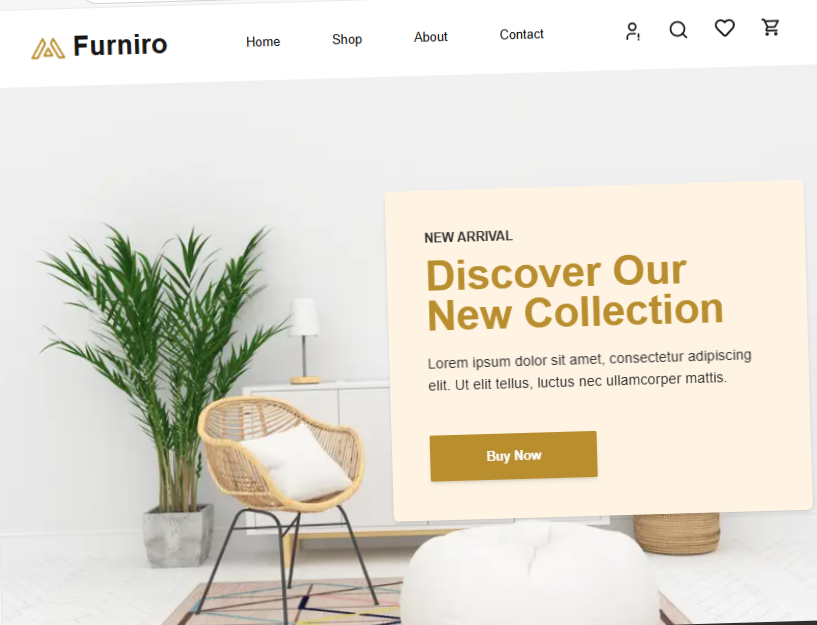 Furniro
Home
Shop
About
Contact
NEW ARRIVAL
Discover Our
New Collection
Lorem ipsum dolor sit amet, consectetur adipiscing
elit. Ut elit tellus, luctus nec ullamcorper mattis.
Buy Now